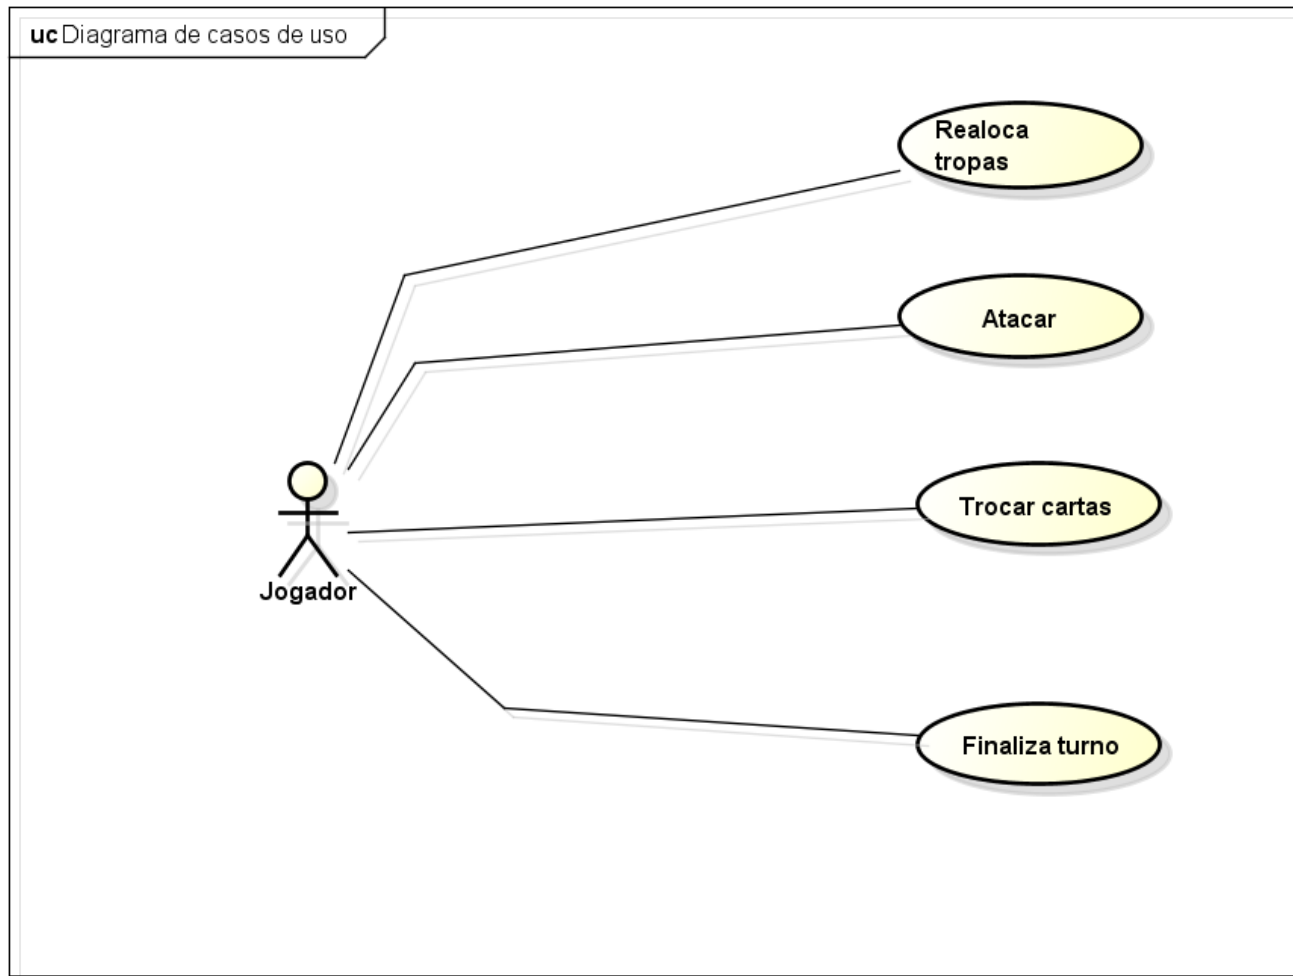 uc Diagrama de casos de uso
Realoca
tropas
Atacar
Trocar cartas
Jogador
Finaliza turno